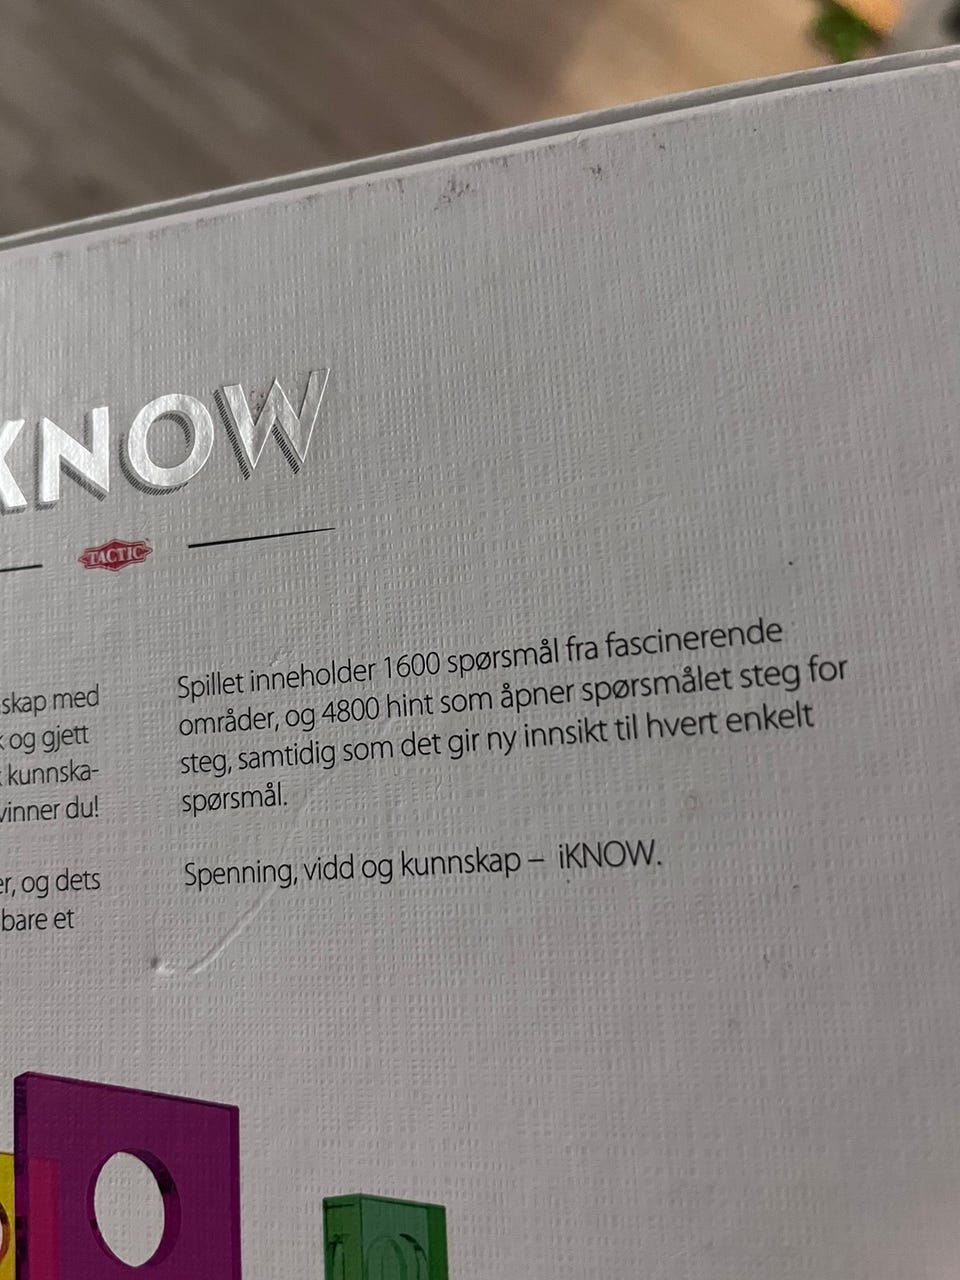 KNOW
TACTIC
med
og gjett
kunnska-
vinner du!
og dets
bare et
Spillet inneholder 1600 spørsmål fra fascinerende
områder, og 4800 hint som åpner spørsmålet steg for
steg, samtidig som det gir ny innsikt til hvert enkelt
spørsmål.
Spenning, vidd og kunnskap – iKNOW.